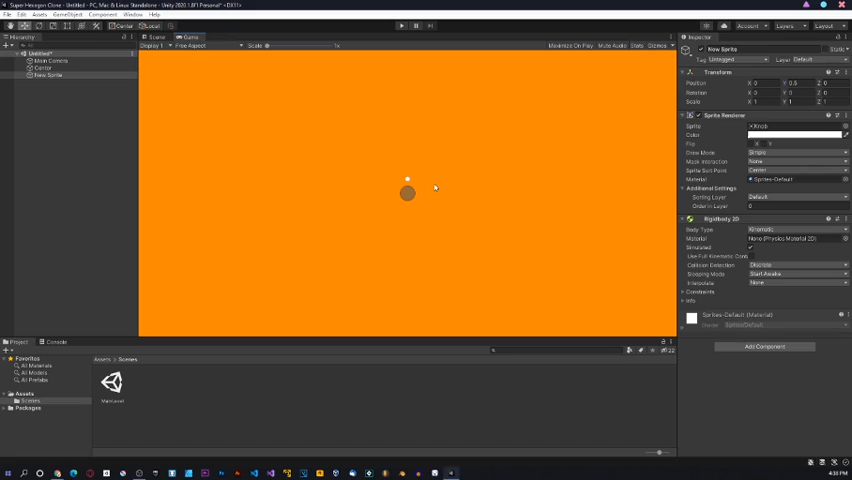 Super Hexagon Clone - Untitled - PC, Mac & Linux Standalone - Unity 2020.1.8f1 Personal* <DX11>
File Edit Assets GameObject Component Window Help
Center Local Account Layers Layout
Hierarchy Scene Game Inspector
Display 1 Free Aspect Scale 1x Maximize On Play Mute Audio Stats Gizmos
Untitled*
Main Camera
Center
New Sprite
New Sprite Static
Tag Untagged Layer Default
Transform
Position X 0 Y 0.5 Z 0
Rotation X 0 Y 0 Z 0
Scale X 1 Y 1 Z 1
Sprite Renderer
Sprite Knob
Color
Flip X Y
Draw Mode Simple
Mask Interaction None
Sprite Sort Point Center
Material Sprites-Default
Additional Settings
Sorting Layer Default
Order in Layer 0
Rigidbody 2D
Body Type Kinematic
Material None (Physics Material 2D)
Simulated
Use Full Kinematic Cont
Collision Detection Discrete
Sleeping Mode Start Awake
Interpolate None
Constraints
Info
Sprites-Default (Material)
Shader Sprites/Default
Add Component
Project Console
Favorites
All Materials
All Models
All Prefabs
Assets
Scenes
Packages
Assets > Scenes
MainLevel
22
4:30 PM